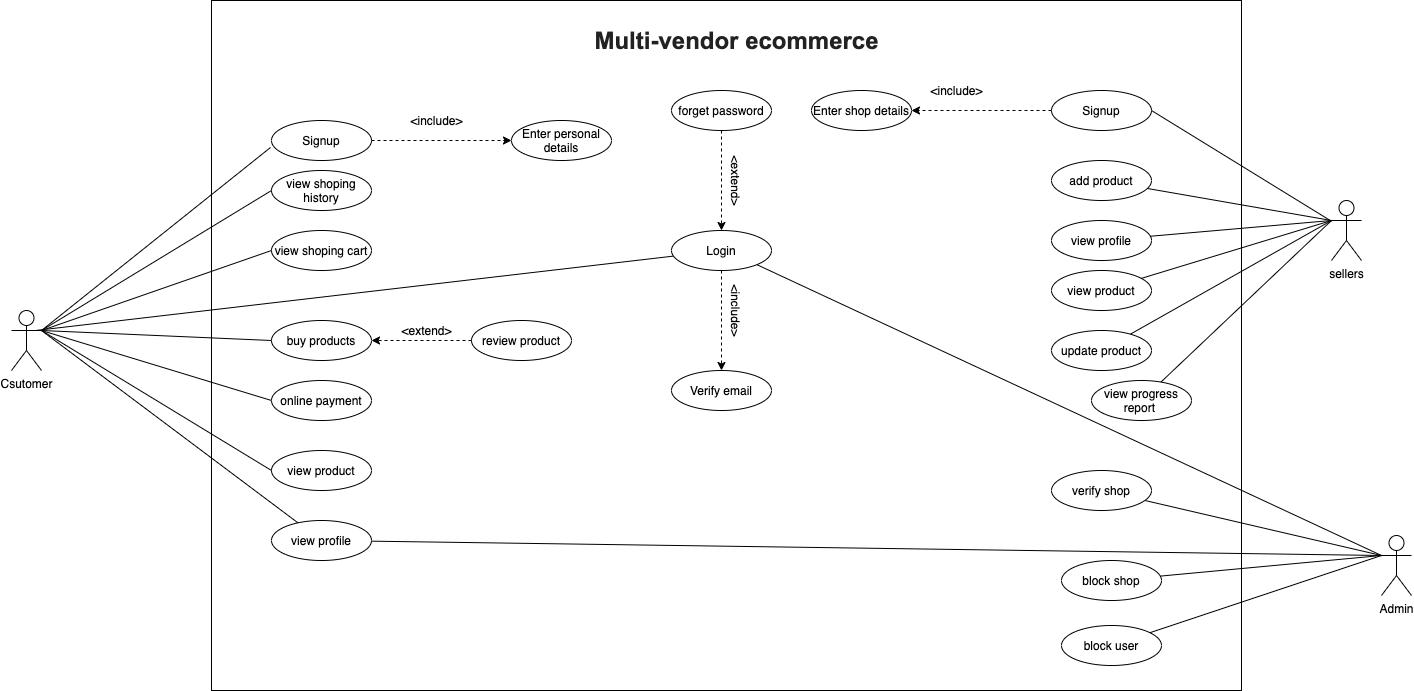 Multi-vendor ecommerce
forget password
Enter shop details
<include>
Signup
Signup
<include>
Enter personal
details
<extend>
add product
view shoping
history
view profile
view shoping cart
Login
sellers
view product
<include>
buy products
<extend>
review product
update product
Csutomer
Verify email
view progress
report
online payment
view product
verify shop
view profile
block shop
Admin
block user